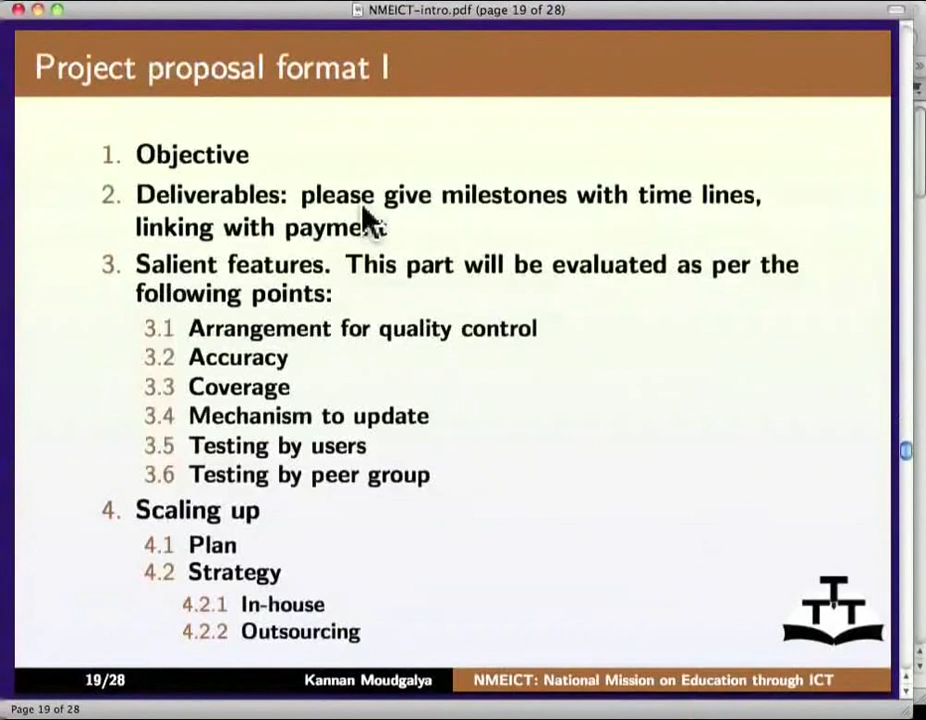 NMEICT-intro.pdf (page 19 of 28)
Project proposal format I
1. Objective
2. Deliverables: please give milestones with time lines,
linking with payment
3. Salient features. This part will be evaluated as per the
following points:
3.1 Arrangement for quality control
3.2 Accuracy
3.3 Coverage
3.4 Mechanism to update
3.5 Testing by users
3.6 Testing by peer group
4. Scaling up
4.1 Plan
4.2 Strategy
4.2.1 In-house
4.2.2 Outsourcing
T
T T T
19/28 Kannan Moudgalya NMEICT: National Mission on Education through ICT
Page 19 of 28